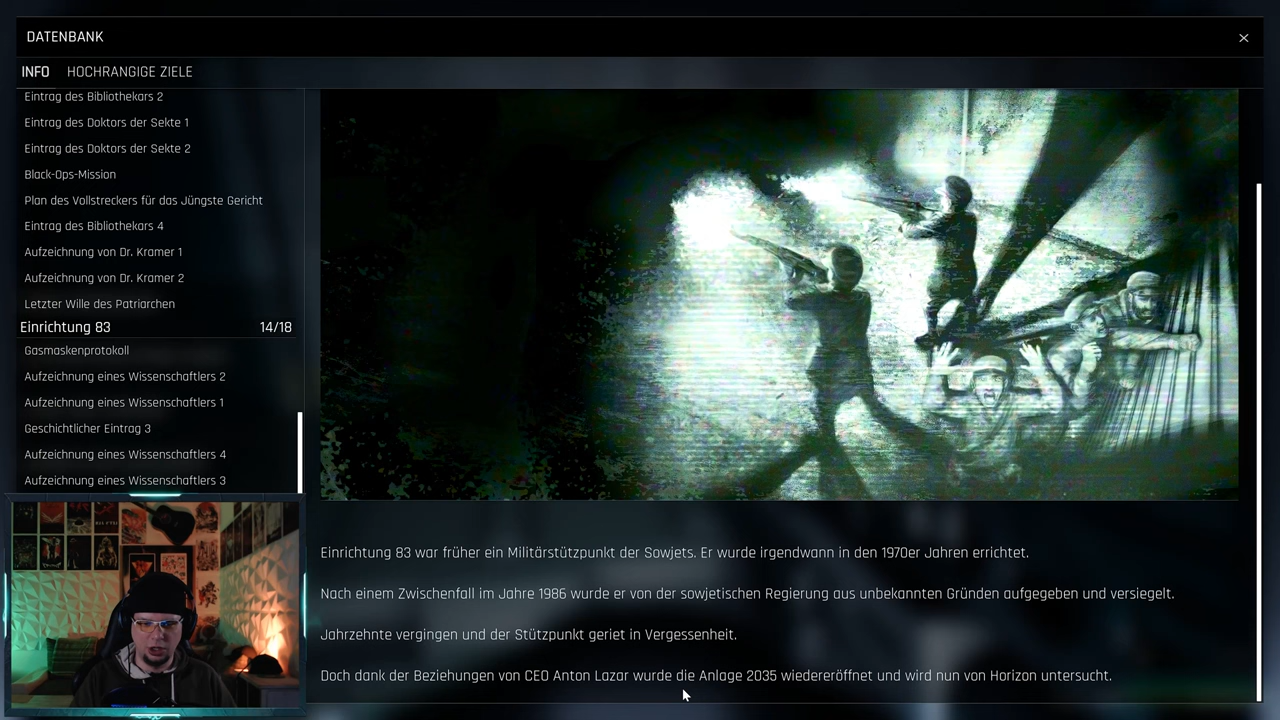 DATENBANK
INFO HOCHRANGIGE ZIELE
Eintrag des Bibliothekars 2
Eintrag des Doktors der Sekte 1
Eintrag des Doktors der Sekte 2
Black-Ops-Mission
Plan des Vollstreckers für das Jüngste Gericht
Eintrag des Bibliothekars 4
Aufzeichnung von Dr. Kramer 1
Aufzeichnung von Dr. Kramer 2
Letzter Wille des Patriarchen
Einrichtung 83 14/18
Gasmaskenprotokoll
Aufzeichnung eines Wissenschaftlers 2
Aufzeichnung eines Wissenschaftlers 1
Geschichtlicher Eintrag 3
Aufzeichnung eines Wissenschaftlers 4
Aufzeichnung eines Wissenschaftlers 3
Einrichtung 83 war früher ein Militärstützpunkt der Sowjets. Er wurde irgendwann in den 1970er Jahren errichtet.
Nach einem Zwischenfall im Jahre 1986 wurde er von der sowjetischen Regierung aus unbekannten Gründen aufgegeben und versiegelt.
Jahrzehnte vergingen und der Stützpunkt geriet in Vergessenheit.
Doch dank der Beziehungen von CEO Anton Lazar wurde die Anlage 2035 wiedereröffnet und wird nun von Horizon untersucht.